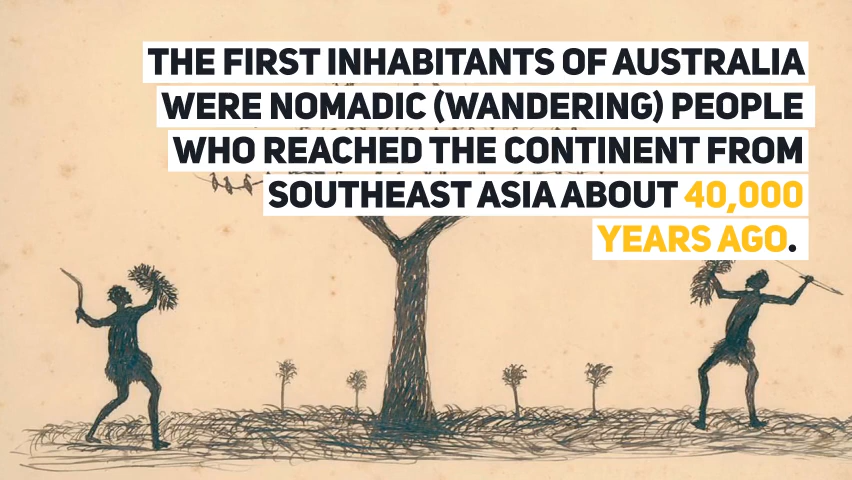 THE FIRST INHABITANTS OF AUSTRALIA
WERE NOMADIC (WANDERING) PEOPLE
WHO REACHED THE CONTINENT FROM
SOUTHEAST ASIA ABOUT 40,000
YEARS AGO.